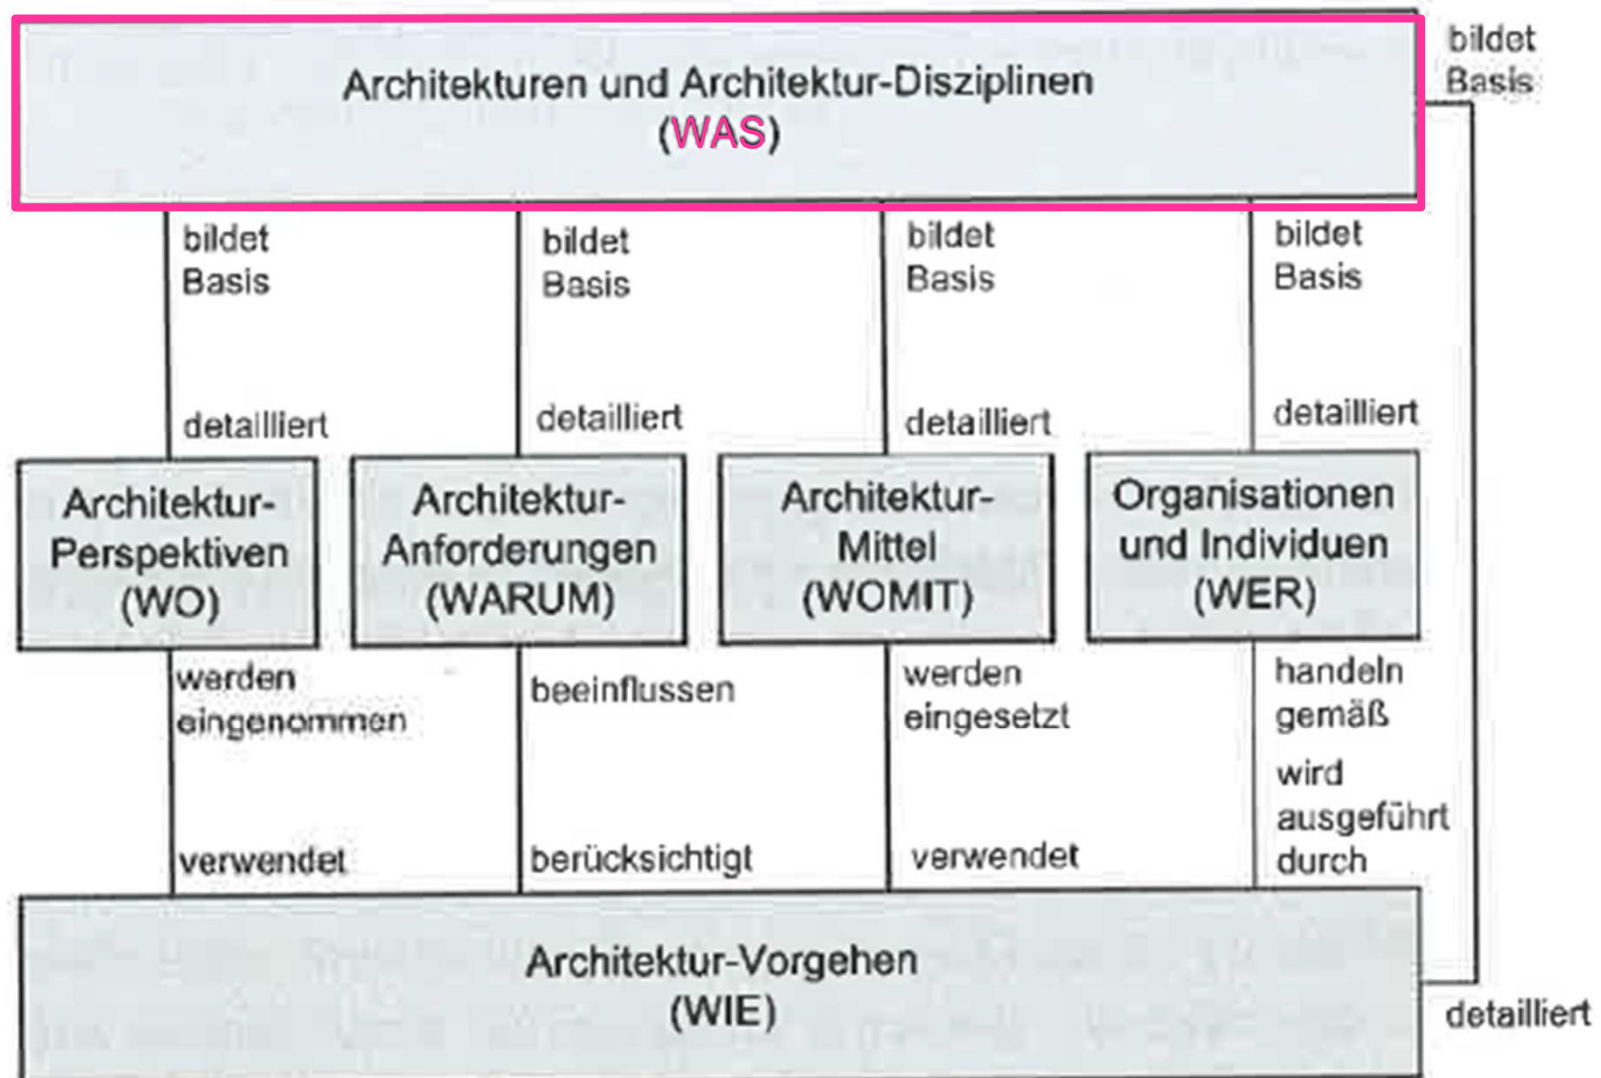 Architekturen und Architektur-Disziplinen
(WAS)
bildet
Basis
bildet
Basis
bildet
Basis
bildet
Basis
bildet
Basis
detailliert
detailliert
detailliert
detailliert
Architektur-
Perspektiven
(WO)
Architektur-
Anforderungen
(WARUM)
Architektur-
Mittel
(WOMIT)
Organisationen
und Individuen
(WER)
werden
eingenommen
beeinflussen
werden
eingesetzt
handeln
gemäß
verwendet
berücksichtigt
verwendet
wird
ausgeführt
durch
Architektur-Vorgehen
(WIE)
detailliert